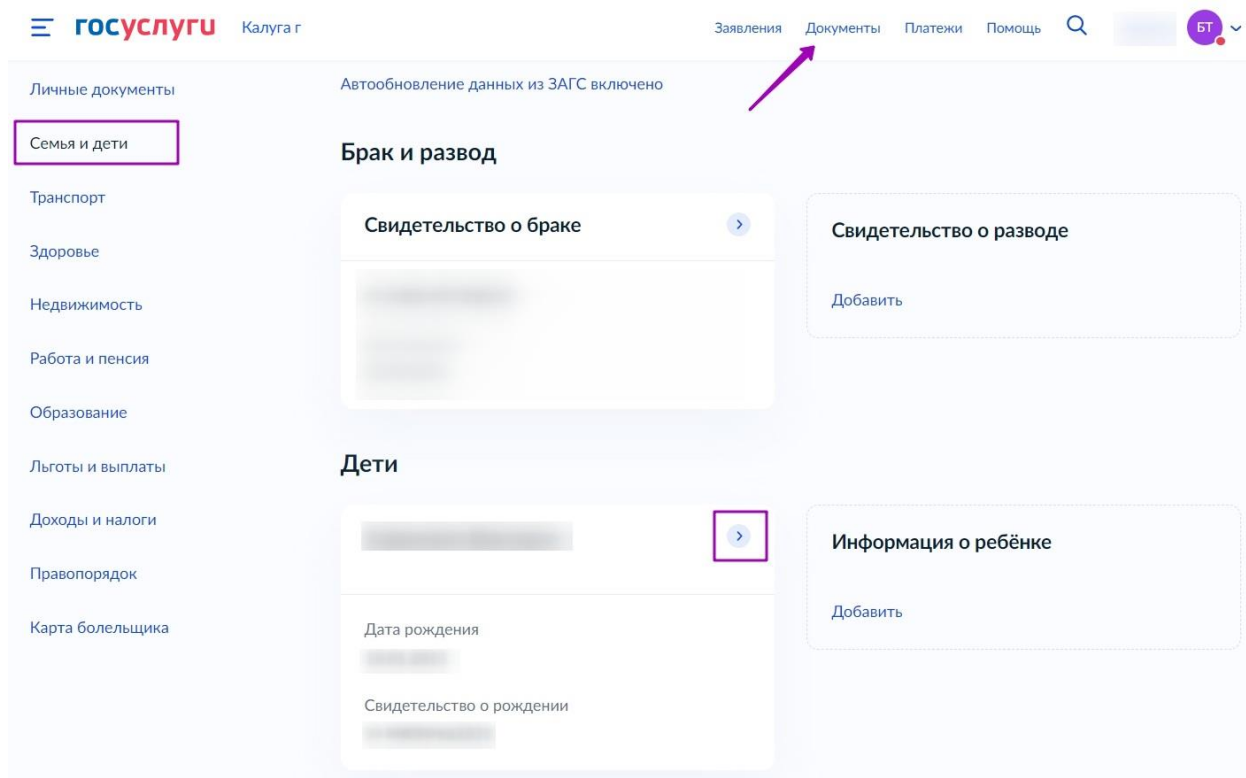 госуслуги Калуга г Заявления Документы Платежи Помощь БТ
Личные документы
Семья и дети
Транспорт
Здоровье
Недвижимость
Работа и пенсия
Образование
Льготы и выплаты
Доходы и налоги
Правопорядок
Карта болельщика
Автообновление данных из ЗАГС включено
Брак и развод
Свидетельство о браке
Свидетельство о разводе
Добавить
Дети
Дата рождения
Свидетельство о рождении
Информация о ребёнке
Добавить